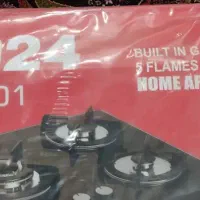 24
01
BUILT IN G
5 FLAMES
HOME AP